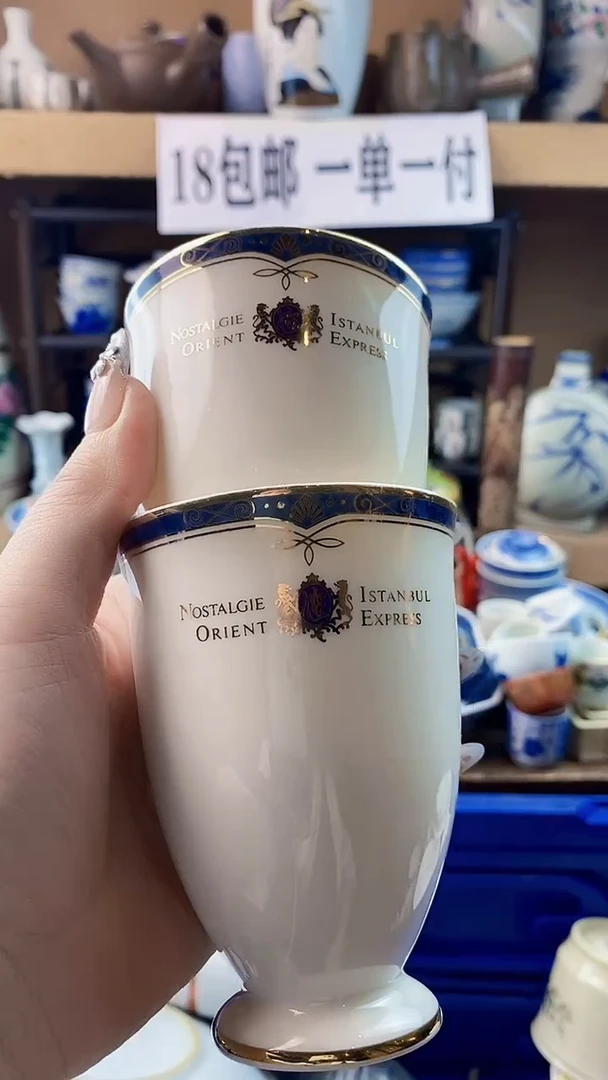 18包邮 一单一付
NOSTALGIE
ORIENT
ISTANBUL
EXPRESS
NOSTALGIE
ORIENT
ISTANBUL
EXPRESS